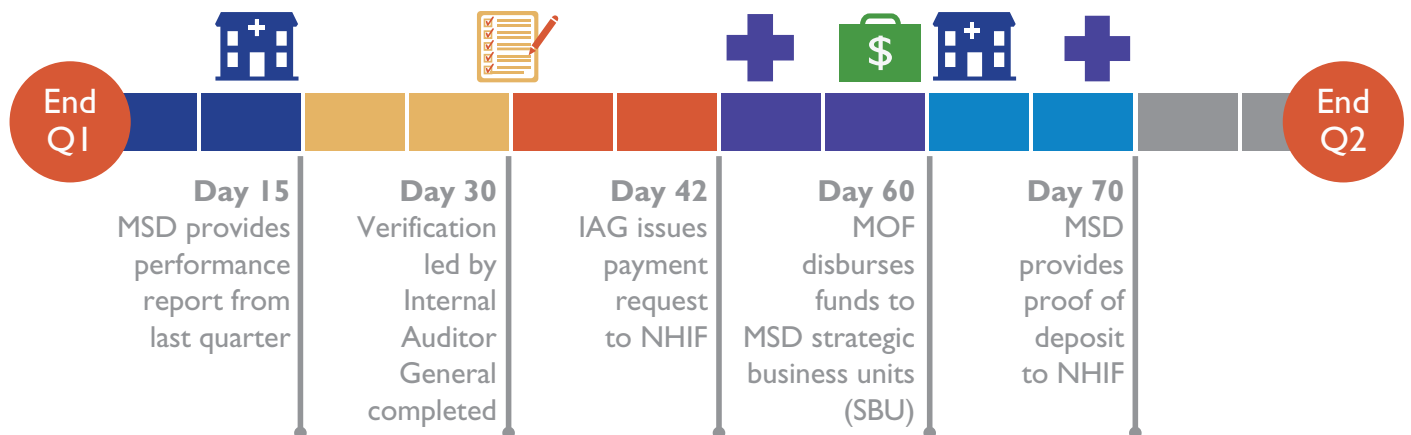 $
End
Q1
End
Q2
Day 15
MSD provides
performance
report from
last quarter
Day 30
Verification
led by
Internal
Auditor
General
completed
Day 42
IAG issues
payment
request
to NHIF
Day 60
MOF
disburses
funds to
MSD strategic
business units
(SBU)
Day 70
MSD
provides
proof of
deposit
to NHIF